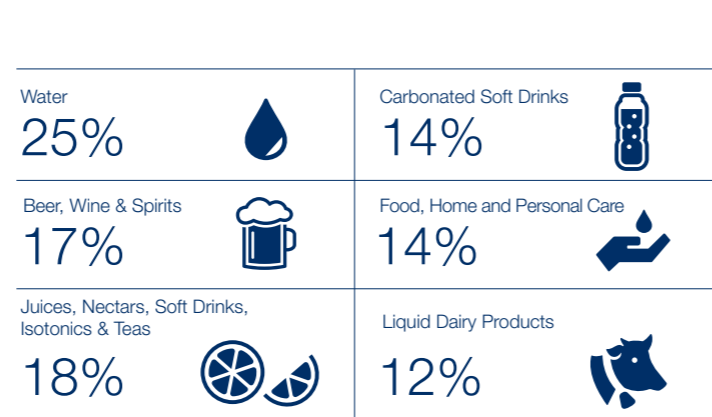 Water
25%
Carbonated Soft Drinks
14%
Beer, Wine & Spirits
17%
Food, Home and Personal Care
14%
Juices, Nectars, Soft Drinks,
Isotonics & Teas
18%
Liquid Dairy Products
12%